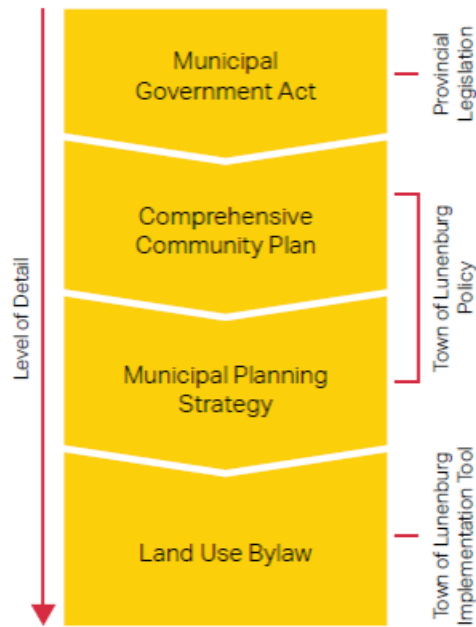 Municipal
Government Act
Provincial
Legislation
Comprehensive
Community Plan
Town of Lunenburg
Policy
Level of Detail
Municipal Planning
Strategy
Land Use Bylaw
Town of Lunenburg
Implementation Tool